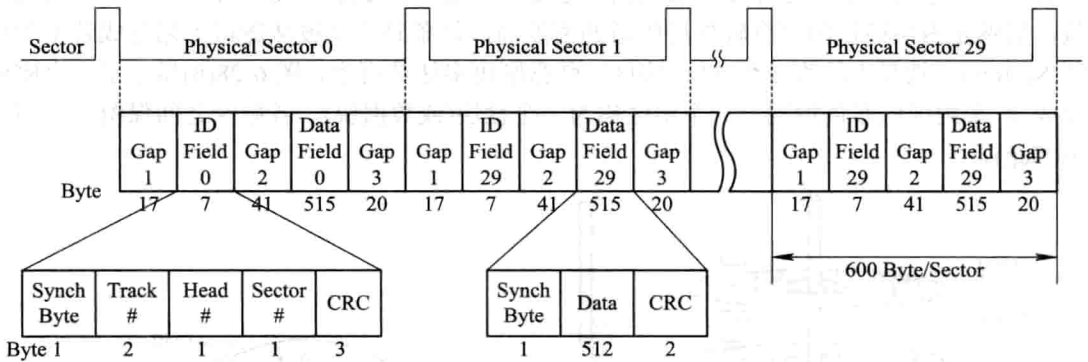 Sector Physical Sector 0 Physical Sector 1 Physical Sector 29
ID Data ID Data ID Data
Gap Field Gap Field Gap Gap Field Gap Field Gap Gap Field Gap Field Gap
1 0 2 0 3 1 29 2 29 3 1 29 2 29 3
Byte 17 7 41 515 20 17 7 41 515 20 17 7 41 515 20
600 Byte/Sector
Synch Track Head Sector CRC
Byte # # #
Byte 1 2 1 1 3
Synch Data CRC
Byte
1 512 2